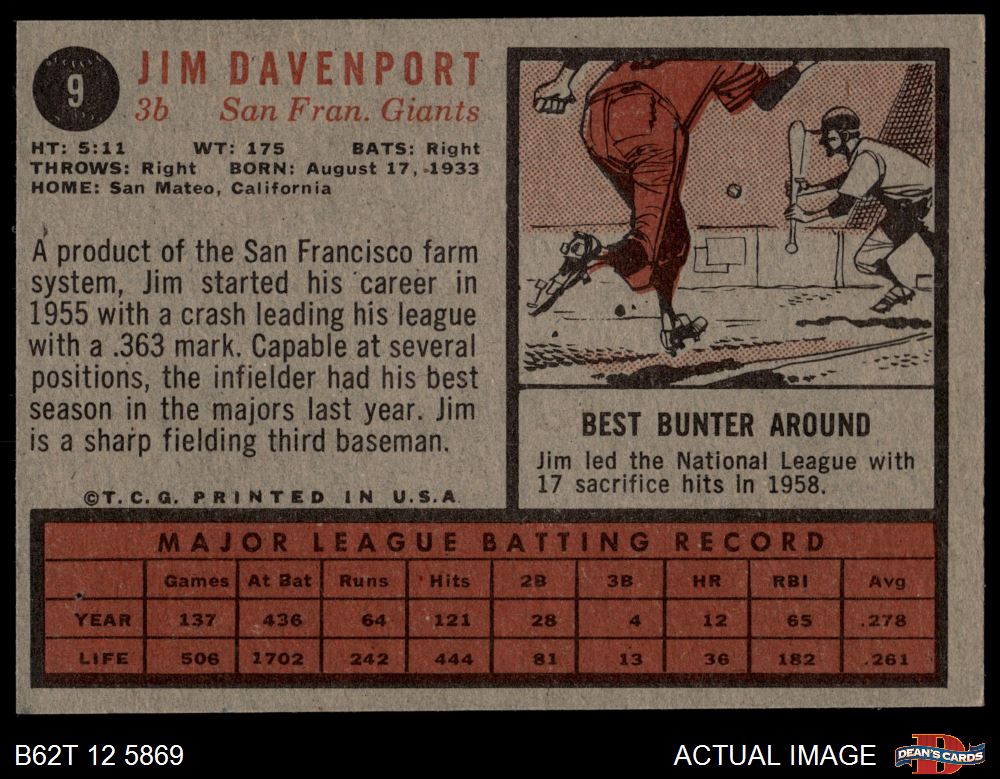 9
JIM DAVENPORT
3b San Fran. Giants
HT: 5:11 WT: 175 BATS: Right
THROWS: Right BORN: August 17, 1933
HOME: San Mateo, California
A product of the San Francisco farm
system, Jim started his career in
1955 with a crash leading his league
with a .363 mark. Capable at several
positions, the infielder had his best
season in the majors last year. Jim
is a sharp fielding third baseman.
©T.C.G. PRINTED IN U.S.A.
BEST BUNTER AROUND
Jim led the National League with
17 sacrifice hits in 1958.
MAJOR LEAGUE BATTING RECORD
Games At Bat Runs Hits 2B 3B HR RBI Avg
YEAR 137 436 64 121 28 4 12 65 .278
LIFE 506 1702 242 444 81 13 36 182 .261
B62T 12 5869 ACTUAL IMAGE DEAN'S CARDS